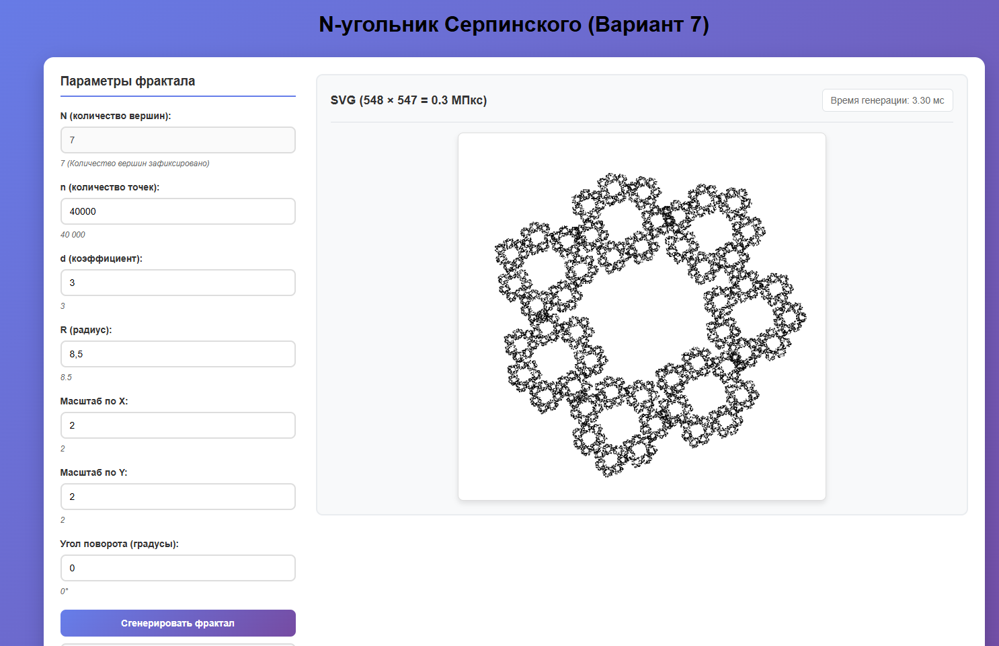 N-угольник Серпинского (Вариант 7)
Параметры фрактала
N (количество вершин):
7
7 (Количество вершин зафиксировано)
n (количество точек):
40000
40 000
d (коэффициент):
3
3
R (радиус):
8,5
8.5
Масштаб по X:
2
2
Масштаб по Y:
2
2
Угол поворота (градусы):
0
0°
Сгенерировать фрактал
SVG (548 × 547 = 0.3 МПкс)
Время генерации: 3.30 мс